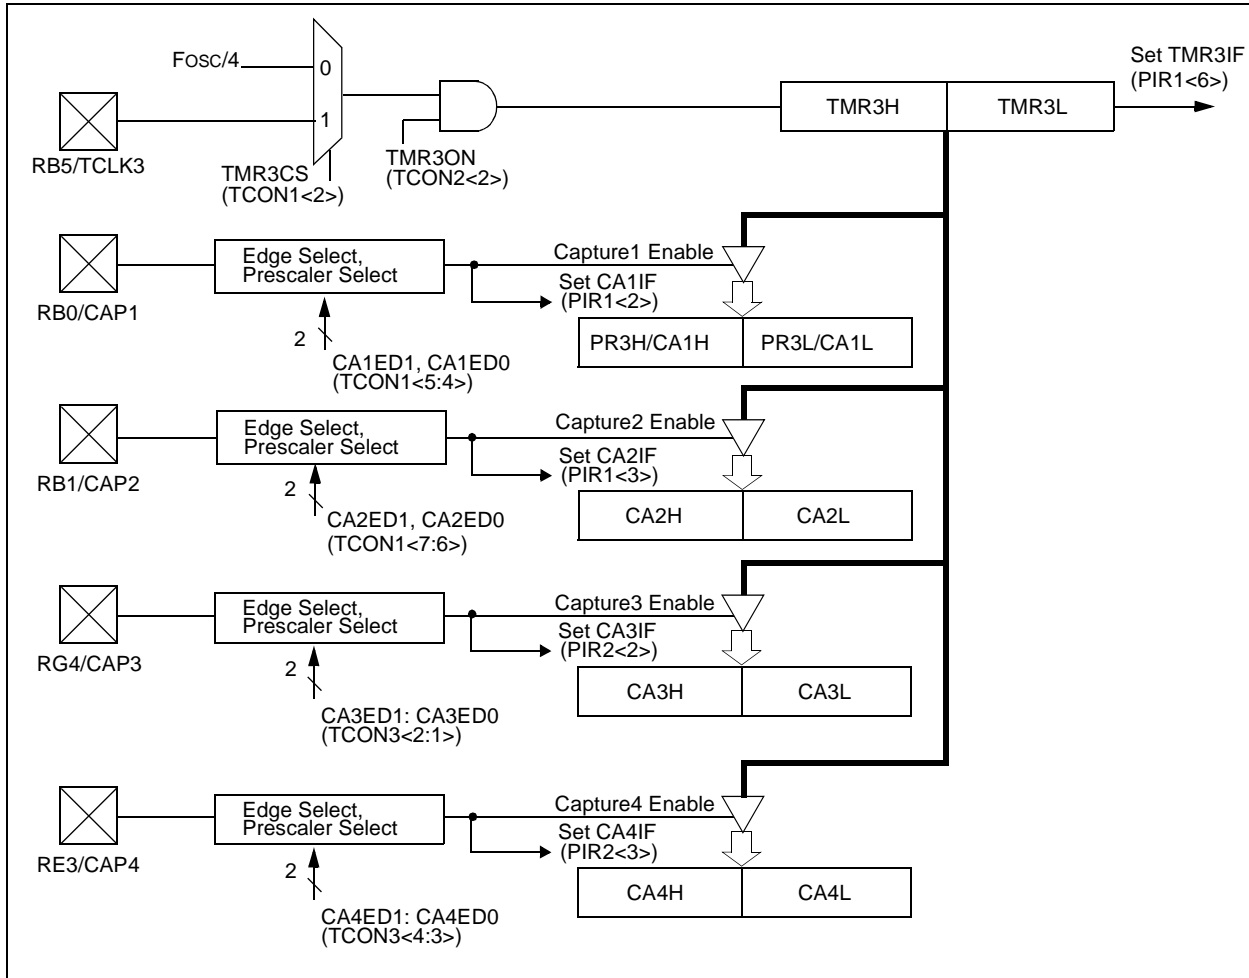 FOSC/4
0
1
RB5/TCLK3
TMR3CS
(TCON1<2>)
TMR3ON
(TCON2<2>)
TMR3H
TMR3L
Set TMR3IF
(PIR1<6>)
RB0/CAP1
Edge Select,
Prescaler Select
2
CA1ED1, CA1ED0
(TCON1<5:4>)
Capture1 Enable
Set CA1IF
(PIR1<2>)
PR3H/CA1H
PR3L/CA1L
RB1/CAP2
Edge Select,
Prescaler Select
2
CA2ED1, CA2ED0
(TCON1<7:6>)
Capture2 Enable
Set CA2IF
(PIR1<3>)
CA2H
CA2L
RG4/CAP3
Edge Select,
Prescaler Select
2
CA3ED1: CA3ED0
(TCON3<2:1>)
Capture3 Enable
Set CA3IF
(PIR2<2>)
CA3H
CA3L
RE3/CAP4
Edge Select,
Prescaler Select
2
CA4ED1: CA4ED0
(TCON3<4:3>)
Capture4 Enable
Set CA4IF
(PIR2<3>)
CA4H
CA4L